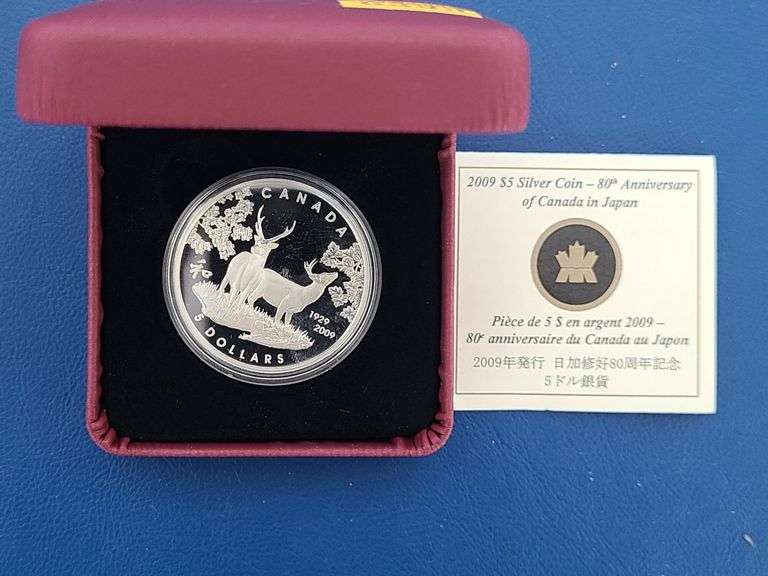 CANADA
和
1929
2009
5 DOLLARS
2009 $5 Silver Coin – 80th Anniversary
of Canada in Japan
Pièce de 5 $ en argent 2009 –
80e anniversaire du Canada au Japon
2009年発行 日加修好80周年記念
5ドル銀貨